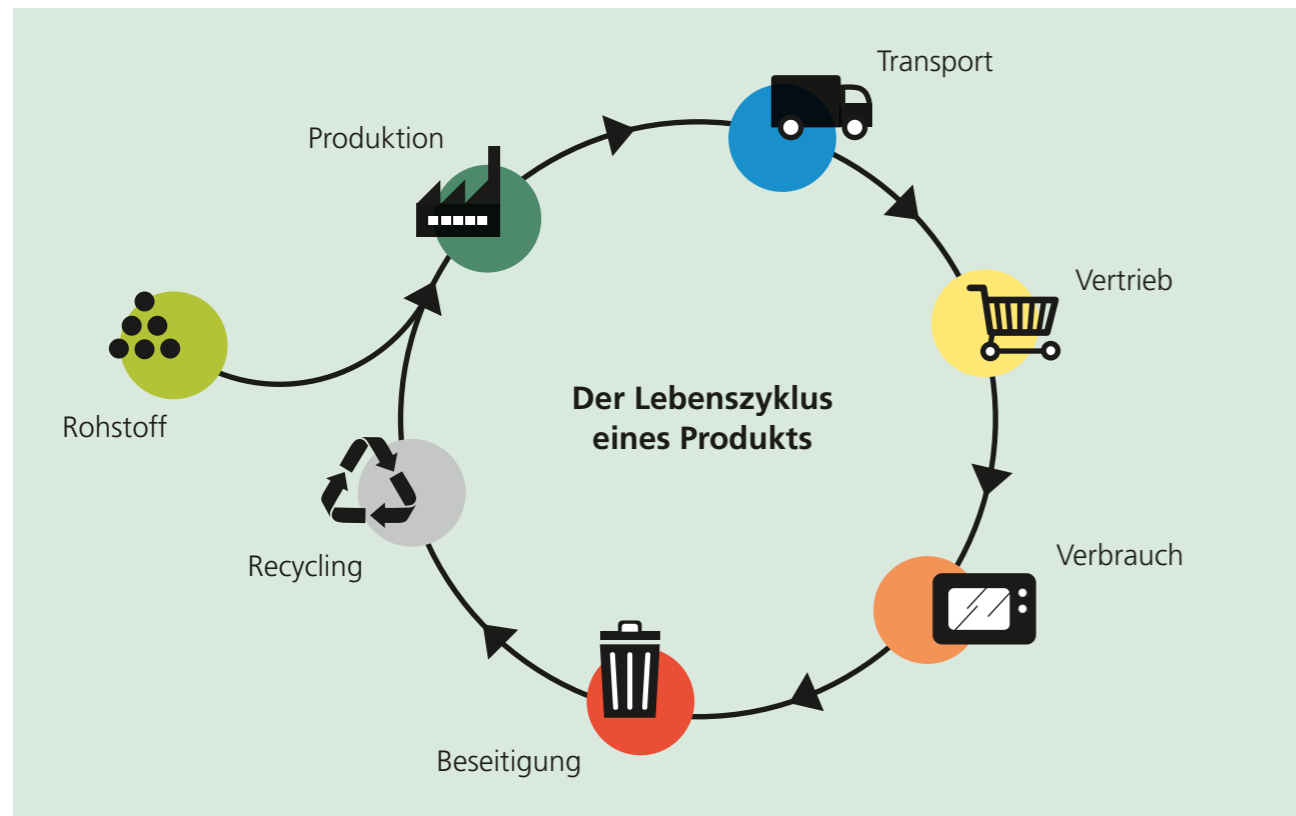 Transport
Produktion
Vertrieb
Der Lebenszyklus
eines Produkts
Rohstoff
Recycling
Verbrauch
Beseitigung